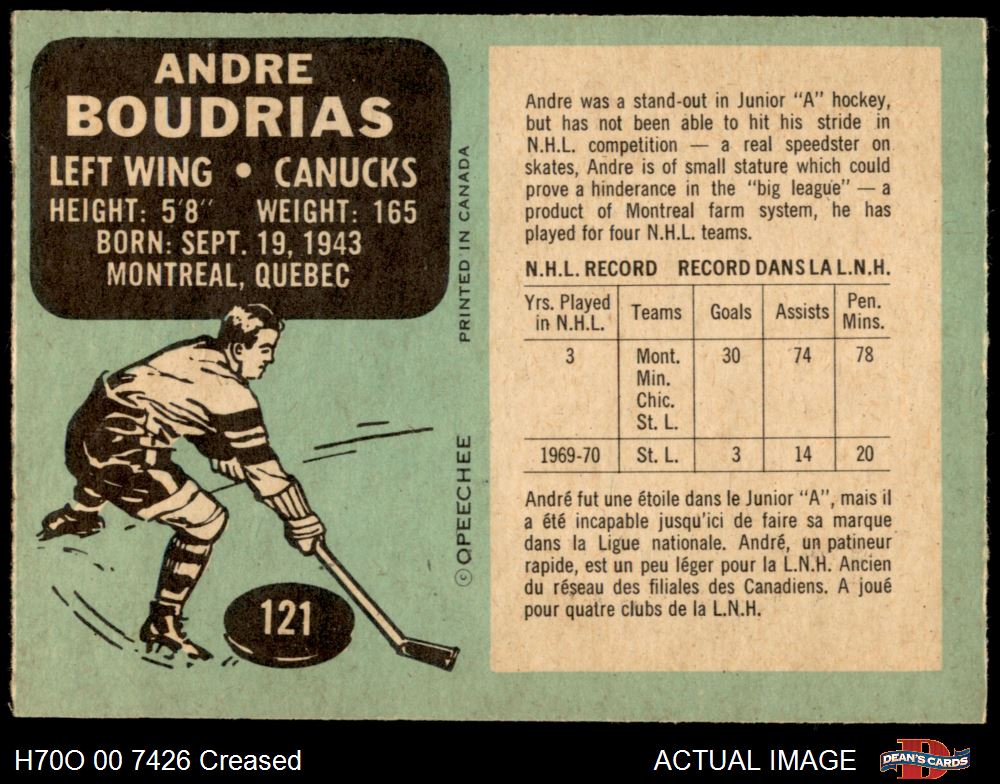 ANDRE
BOUDRIAS
LEFT WING • CANUCKS
HEIGHT: 5'8" WEIGHT: 165
BORN: SEPT. 19, 1943
MONTREAL, QUEBEC
121
© OPEECHEE
PRINTED IN CANADA
Andre was a stand-out in Junior "A" hockey,
but has not been able to hit his stride in
N.H.L. competition — a real speedster on
skates, Andre is of small stature which could
prove a hinderance in the "big league" — a
product of Montreal farm system, he has
played for four N.H.L. teams.
N.H.L. RECORD RECORD DANS LA L.N.H.
Yrs. Played in N.H.L. Teams Goals Assists Pen. Mins.
3 Mont. 30 74 78
Min.
Chic.
St. L.
1969-70 St. L. 3 14 20
André fut une étoile dans le Junior "A", mais il
a été incapable jusqu'ici de faire sa marque
dans la Ligue nationale. André, un patineur
rapide, est un peu léger pour la L.N.H. Ancien
du réseau des filiales des Canadiens. A joué
pour quatre clubs de la L.N.H.
H70O 00 7426 Creased
ACTUAL IMAGE
D
DEAN'S CARDS